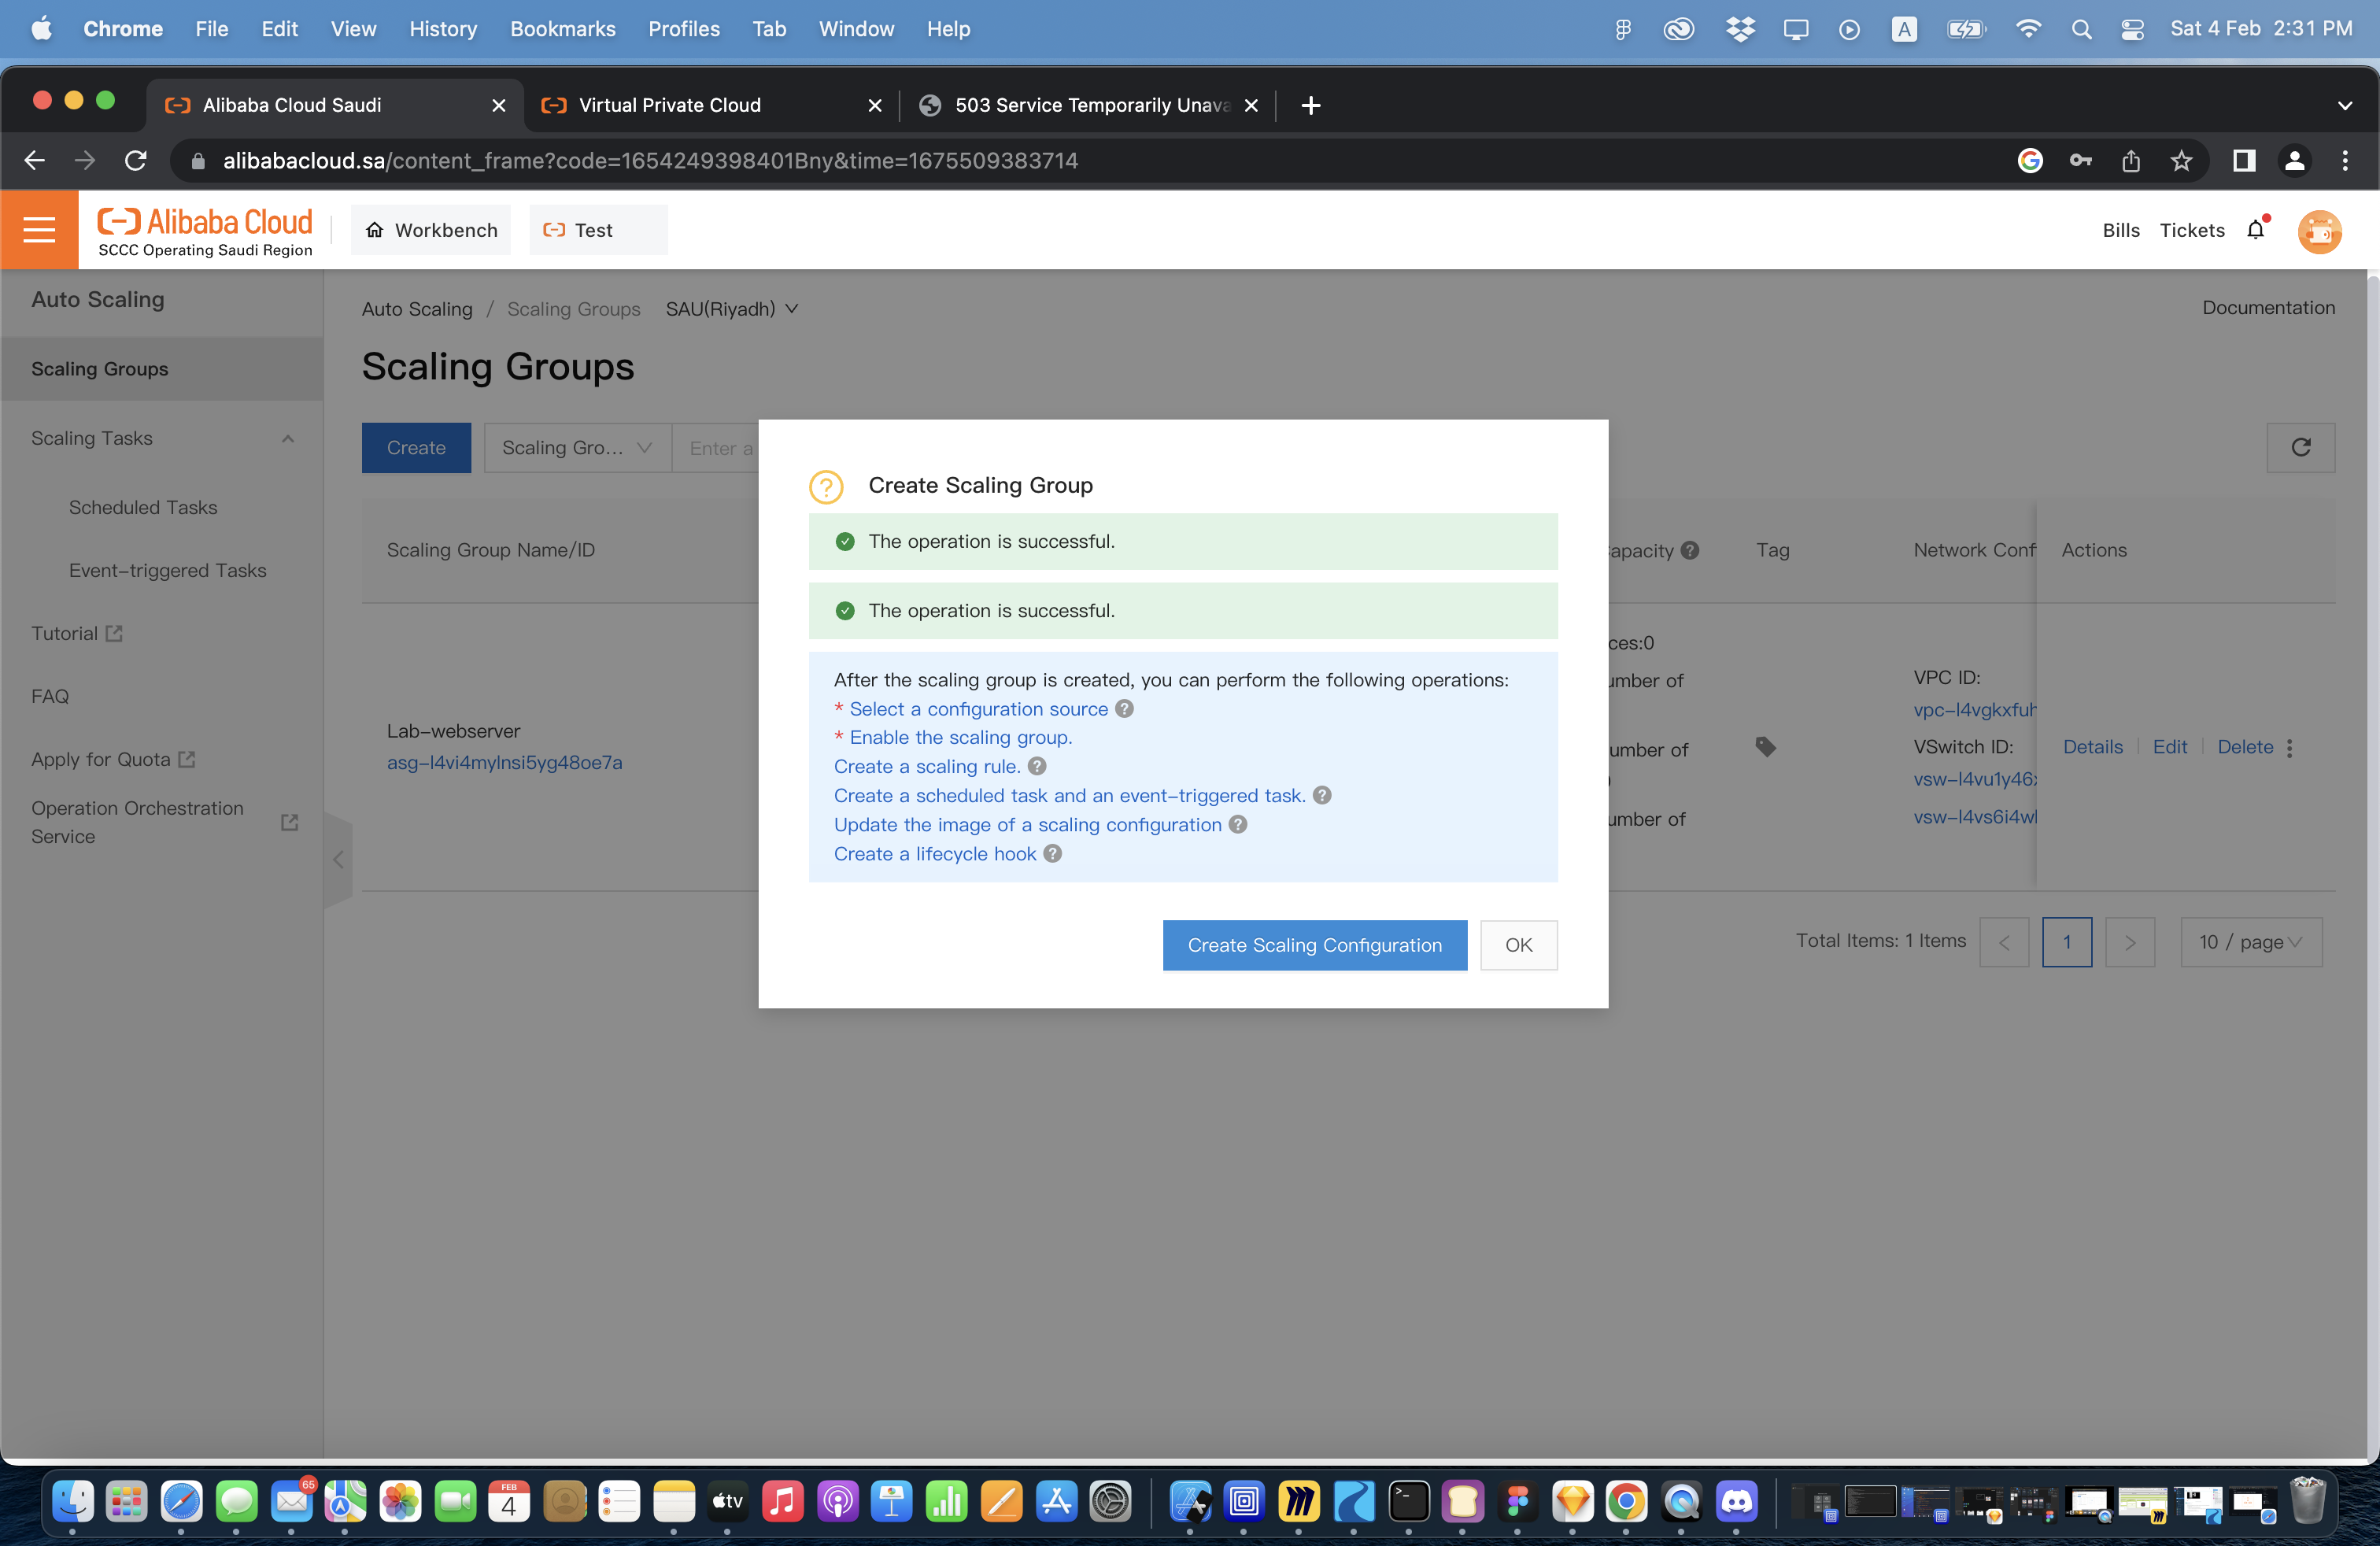 Chrome File Edit View History Bookmarks Profiles Tab Window Help
A
Sat 4 Feb 2:31 PM
Alibaba Cloud Saudi
Virtual Private Cloud
503 Service Temporarily Unava
alibabacloud.sa/content_frame?code=1654249398401Bny&time=1675509383714
Alibaba Cloud
SCCC Operating Saudi Region
Workbench
Test
Bills Tickets
Auto Scaling
Scaling Groups
Scaling Tasks
Scheduled Tasks
Event-triggered Tasks
Tutorial
FAQ
Apply for Quota
Operation Orchestration
Service
Auto Scaling / Scaling Groups SAU(Riyadh)
Documentation
Scaling Groups
Create
Scaling Gro...
Enter a
Scaling Group Name/ID
apacity
Tag
Network Conf
Actions
Lab-webserver
asg-l4vi4mylnsi5yg48oe7a
ces:0
umber of
umber of
umber of
VPC ID:
vpc-l4vgkxfuh
VSwitch ID:
vsw-l4vu1y46x
vsw-l4vs6i4wl
Details Edit Delete
Total Items: 1 Items
1
10 / page
Create Scaling Group
The operation is successful.
The operation is successful.
After the scaling group is created, you can perform the following operations:
* Select a configuration source
* Enable the scaling group.
Create a scaling rule.
Create a scheduled task and an event-triggered task.
Update the image of a scaling configuration
Create a lifecycle hook
Create Scaling Configuration
OK
65
FEB
4
tv